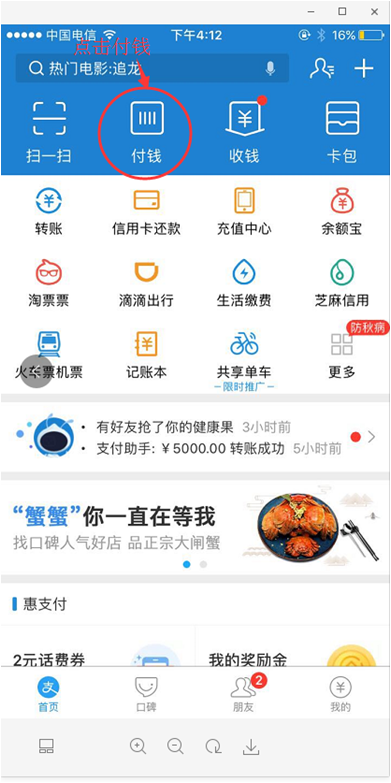 中国电信 下午4:12 16%
点击付钱
热门电影:追龙
扫一扫 付钱 收钱 卡包
转账 信用卡还款 充值中心 余额宝
淘票票 滴滴出行 生活缴费 芝麻信用
防秋病
火车票机票 记账本 共享单车 更多
限时推广
有好友抢了你的健康果 3小时前
支付助手: ¥5000.00 转账成功 5小时前
“蟹蟹”你一直在等我
找口碑人气好店 品正宗大闸蟹
惠支付
2元话费券 我的奖励金
2
首页 口碑 朋友 我的